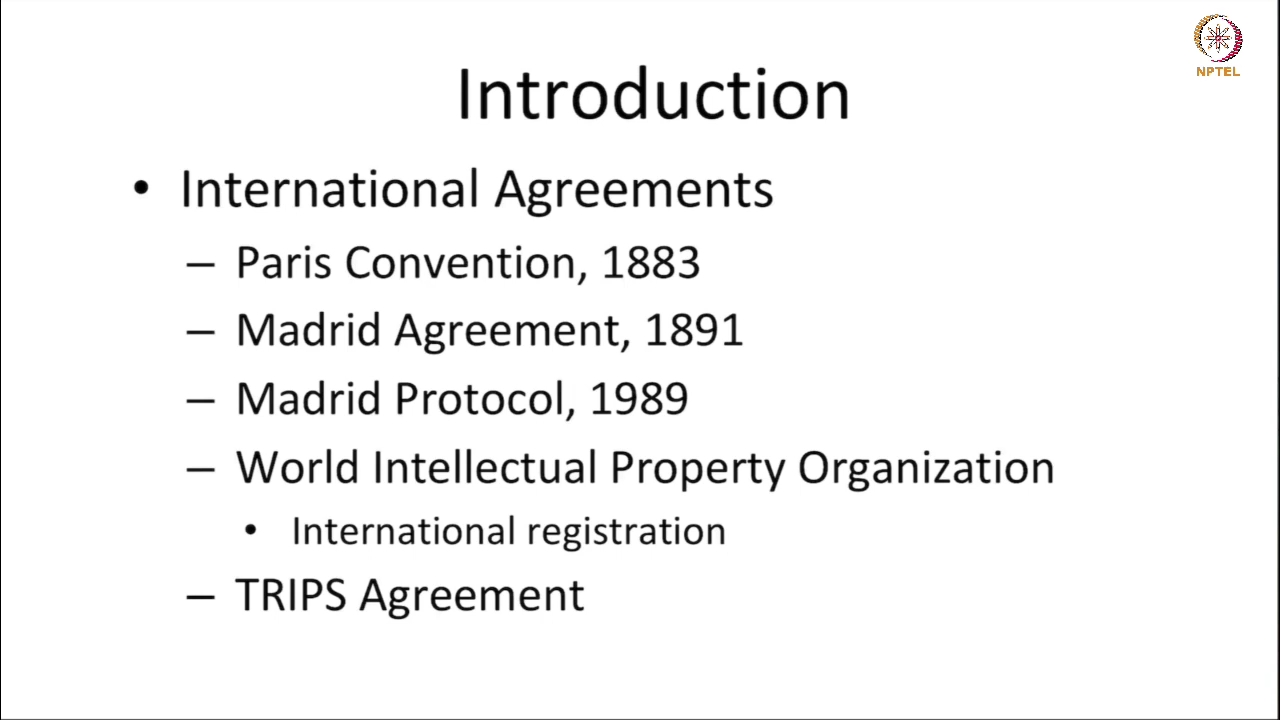 NPTEL
Introduction
• International Agreements
– Paris Convention, 1883
– Madrid Agreement, 1891
– Madrid Protocol, 1989
– World Intellectual Property Organization
• International registration
– TRIPS Agreement